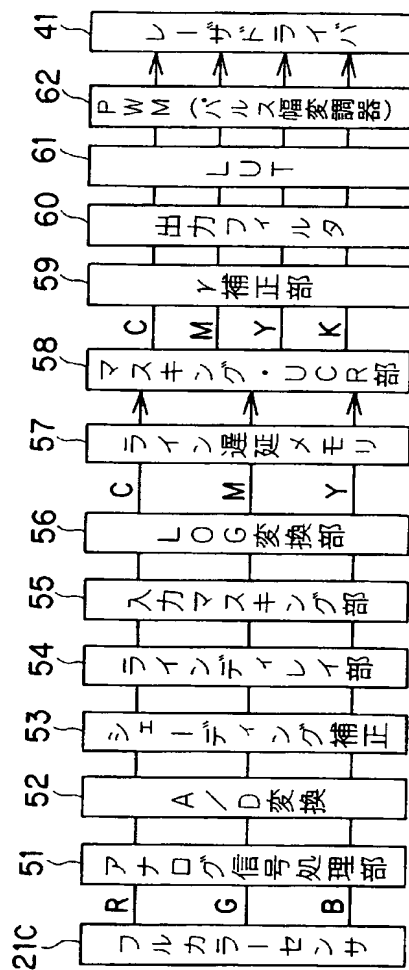 21C
フルカラーセンサ
R
G
B
51
アナログ信号処理部
52
A/D変換
53
シェーディング補正
54
ラインディレイ部
55
入力マスキング部
56
LOG変換部
C
M
Y
57
ライン遅延メモリ
58
マスキング・UCR部
C
M
Y
K
59
γ補正部
60
出力フィルタ
61
LUT
62
PWM(パルス幅変調器)
41
レーザドライバ